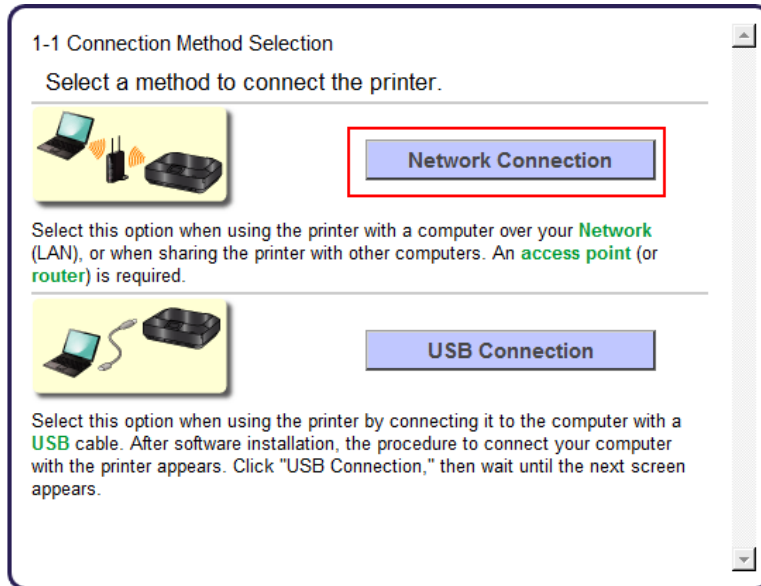 1-1 Connection Method Selection
Select a method to connect the printer.
Network Connection
Select this option when using the printer with a computer over your Network
(LAN), or when sharing the printer with other computers. An access point (or
router) is required.
USB Connection
Select this option when using the printer by connecting it to the computer with a
USB cable. After software installation, the procedure to connect your computer
with the printer appears. Click "USB Connection," then wait until the next screen
appears.